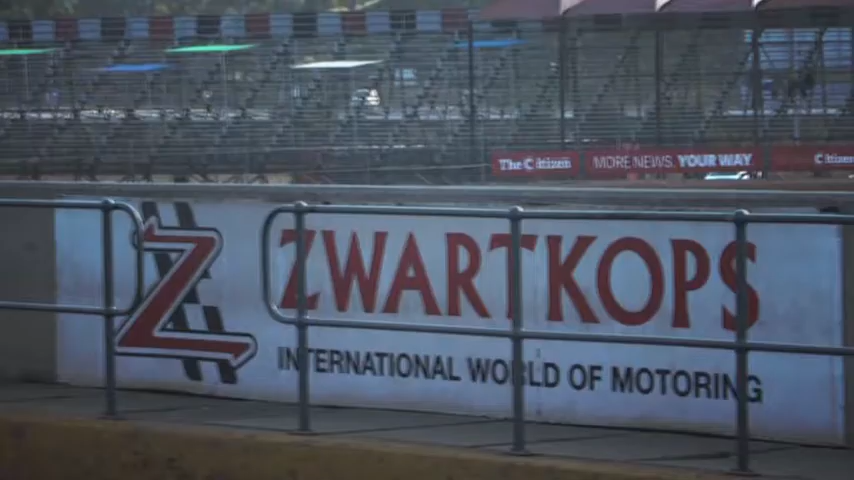 The Citizen MORE NEWS. YOUR WAY. Citizen
Z ZWARTKOPS
INTERNATIONAL WORLD OF MOTORING